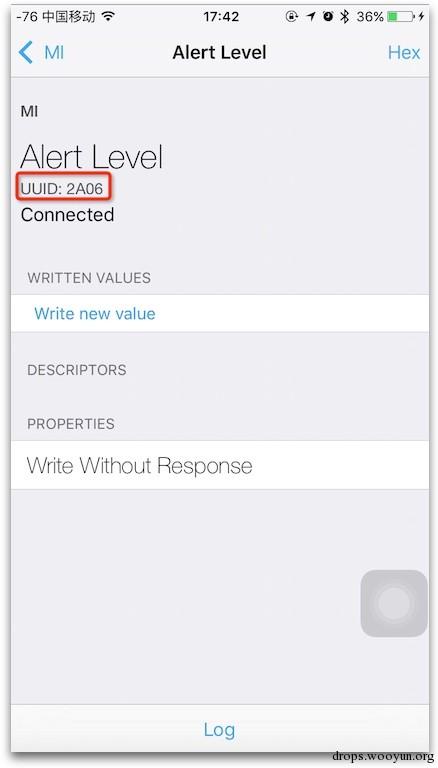 -76 中国移动 17:42 36%
MI Alert Level Hex
MI
Alert Level
UUID: 2A06
Connected
WRITTEN VALUES
Write new value
DESCRIPTORS
PROPERTIES
Write Without Response
Log
drops.wooyun.org